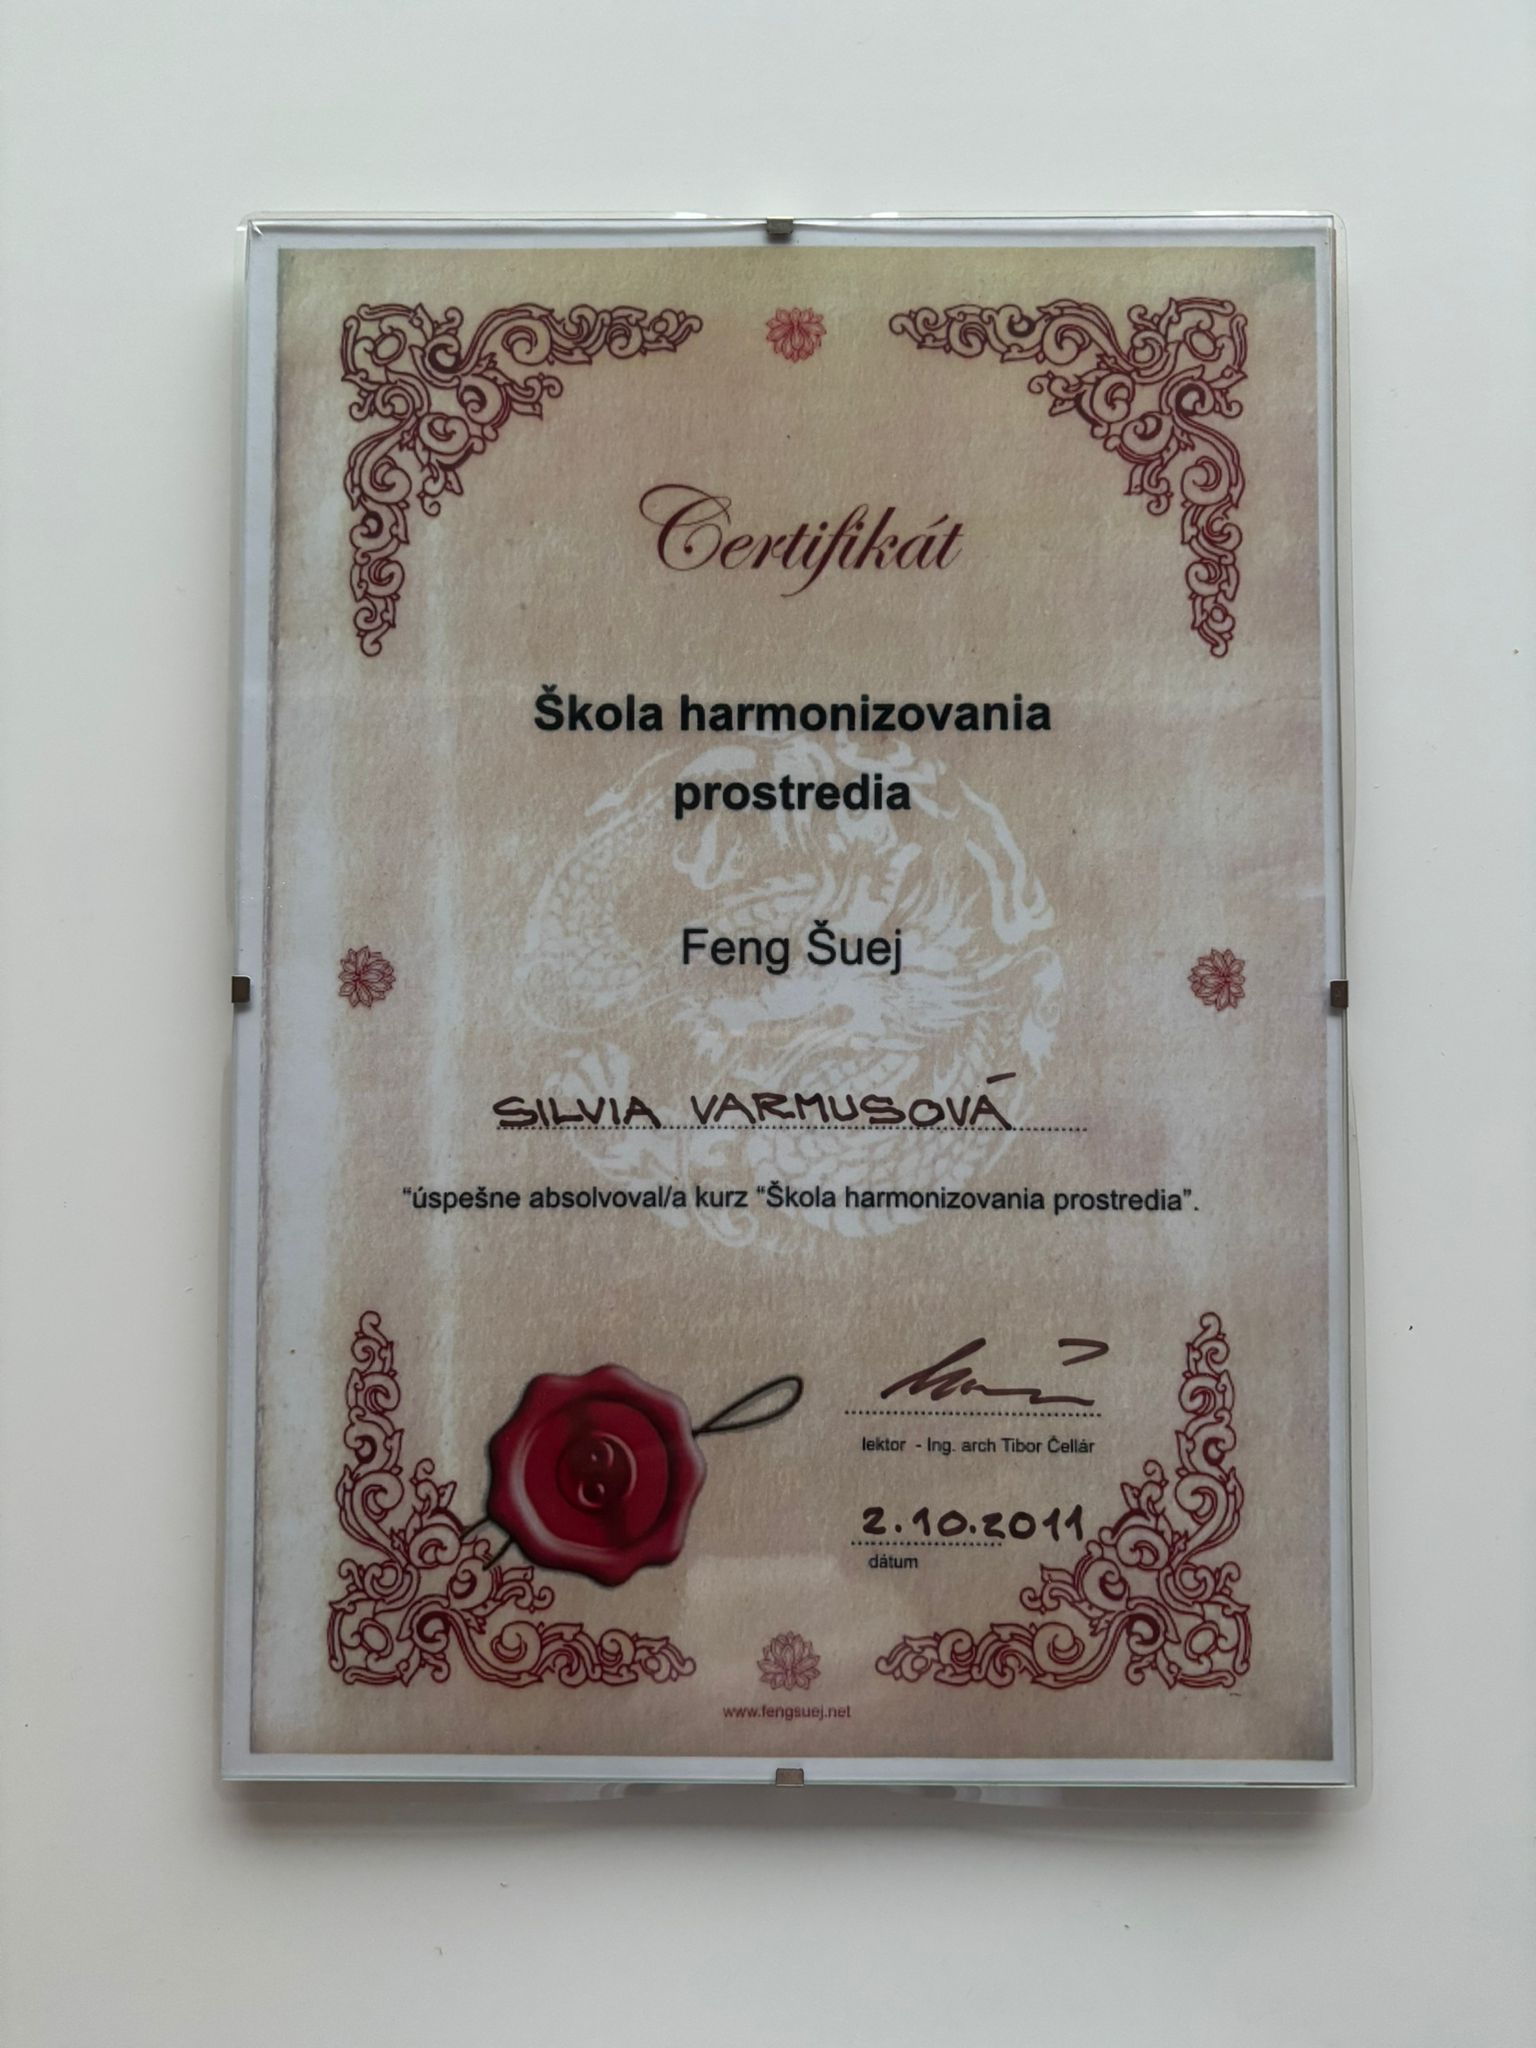 Certifikát
Škola harmonizovania
prostredia
Feng Šuej
SILVIA VARMUSOVÁ
“úspešne absolvoval/a kurz “Škola harmonizovania prostredia”.
lektor - Ing. arch Tibor Čellár
2.10.2011
dátum
www.fengsuej.net